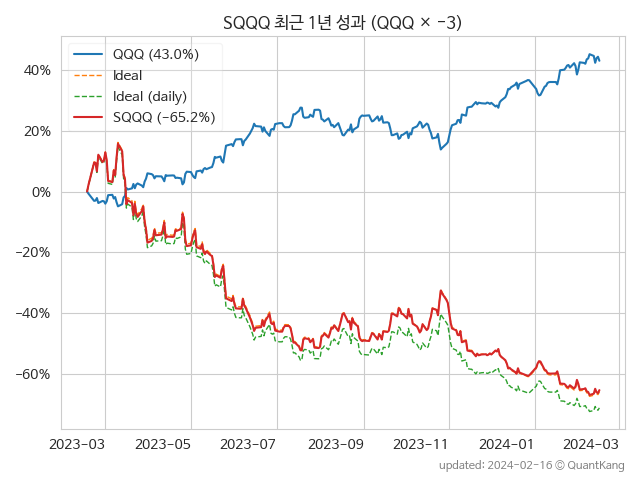 SQQQ 최근 1년 성과 (QQQ × −3)
QQQ (43.0%)
Ideal
Ideal (daily)
SQQQ (−65.2%)
40%
20%
0%
−20%
−40%
−60%
2023-03 2023-05 2023-07 2023-09 2023-11 2024-01 2024-03
updated: 2024-02-16 © QuantKang